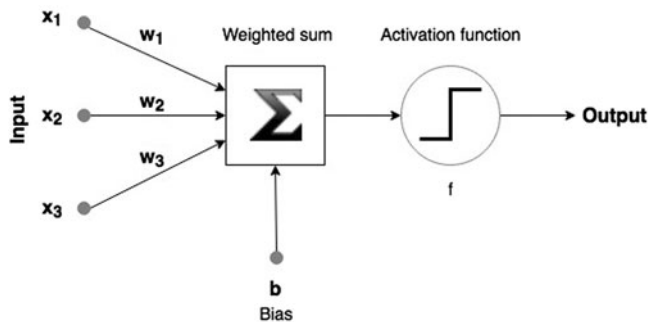 x1
w1
Weighted sum
Activation function
Input
x2
w2
Σ
Output
w3
x3
f
b
Bias